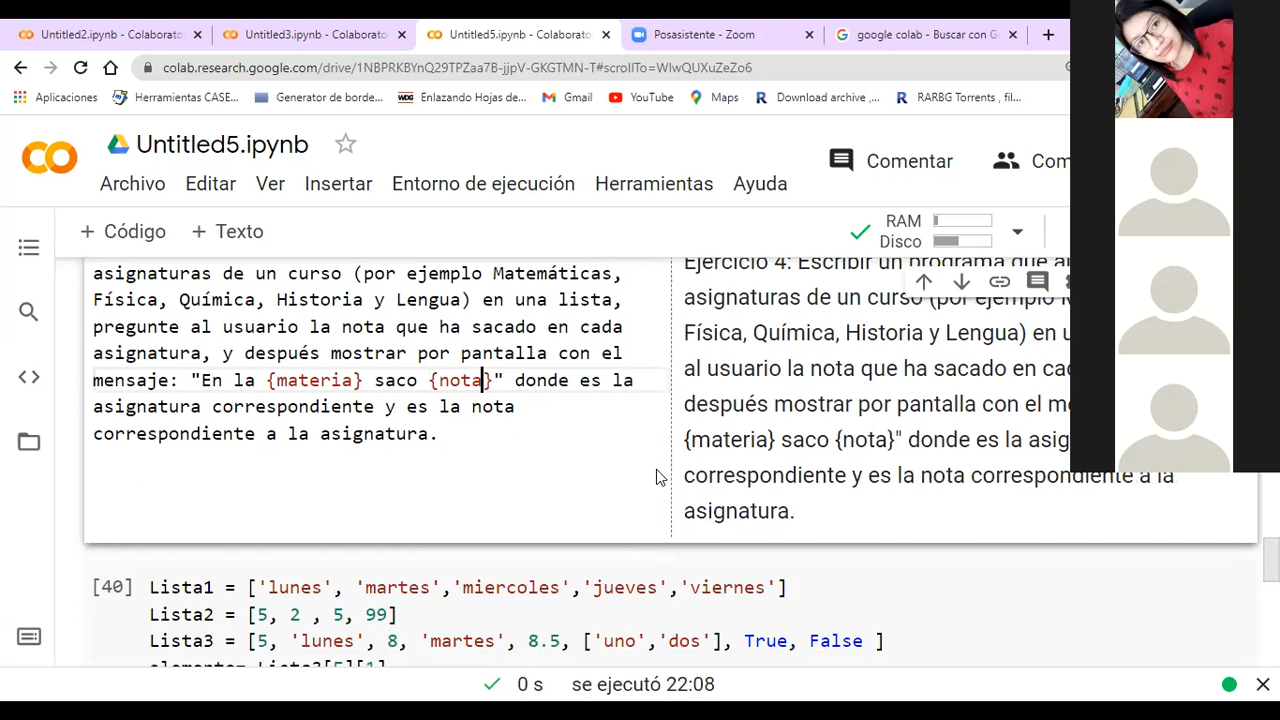 Untitled2.ipynb - Colaborato
Untitled3.ipynb - Colaborato
Untitled5.ipynb - Colaborato
Posasistente - Zoom
google colab - Buscar con G
colab.research.google.com/drive/
Aplicaciones
Herramientas CASE...
Generador de borde...
Enlazando Hojas de...
Gmail
YouTube
Maps
Download archive ,...
RARBG Torrents , fil...
Untitled5.ipynb
Comentar
Com
Archivo Editar Ver Insertar Entorno de ejecución Herramientas Ayuda
+ Código + Texto
RAM
Disco
asignaturas de un curso (por ejemplo Matemáticas,
Física, Química, Historia y Lengua) en una lista,
pregunte al usuario la nota que ha sacado en cada
asignatura, y después mostrar por pantalla con el
mensaje: "En la {materia} saco {nota}" donde es la
asignatura correspondiente y es la nota
correspondiente a la asignatura.
Ejercicio 4: Escribir un programa que al
asignaturas de un curso (por ejemplo M
Física, Química, Historia y Lengua) en u
al usuario la nota que ha sacado en cad
después mostrar por pantalla con el me
{materia} saco {nota}" donde es la asig
correspondiente y es la nota correspondiente a la
asignatura.
[40]
Lista1 = ['lunes', 'martes','miercoles','jueves','viernes']
Lista2 = [5, 2 , 5, 99]
Lista3 = [5, 'lunes', 8, 'martes', 8.5, ['uno','dos'], True, False ]
elemento= Lista3[5][1]
0 s se ejecutó 22:08